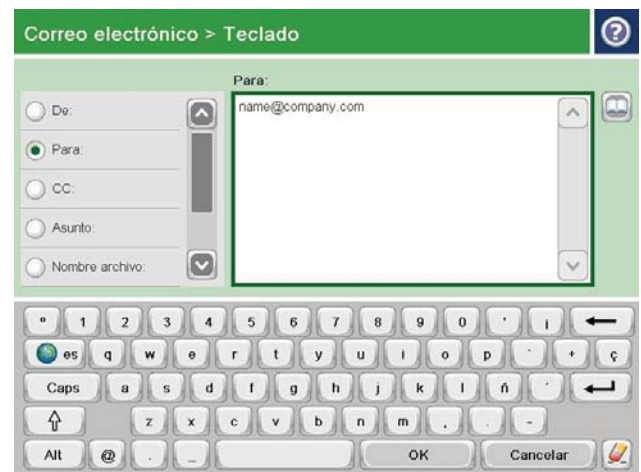 Correo electrónico > Teclado ?
Para:
De:
name@company.com
Para:
CC:
Asunto:
Nombre archivo:
º 1 2 3 4 5 6 7 8 9 0 ' ¡
es q w e r t y u i o p ` + ç
Caps a s d f g h j k l ñ ´
z x c v b n m , . -
Alt @ . _ OK Cancelar